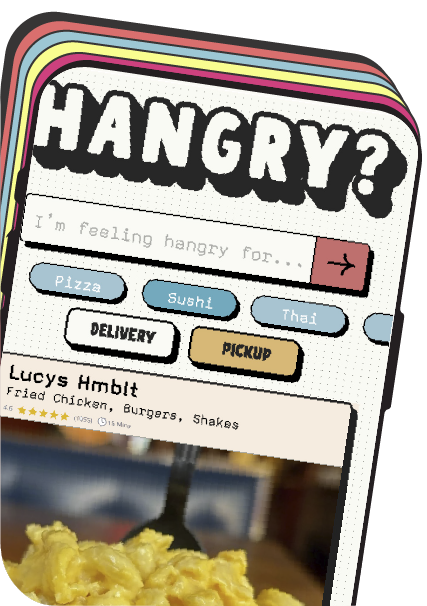 HANGRY?
I'm feeling hangry for...
Pizza Sushi Thai
DELIVERY PICKUP
Lucys Hmblt
Fried Chicken, Burgers, Shakes
4.6 (1055) 15 Mins